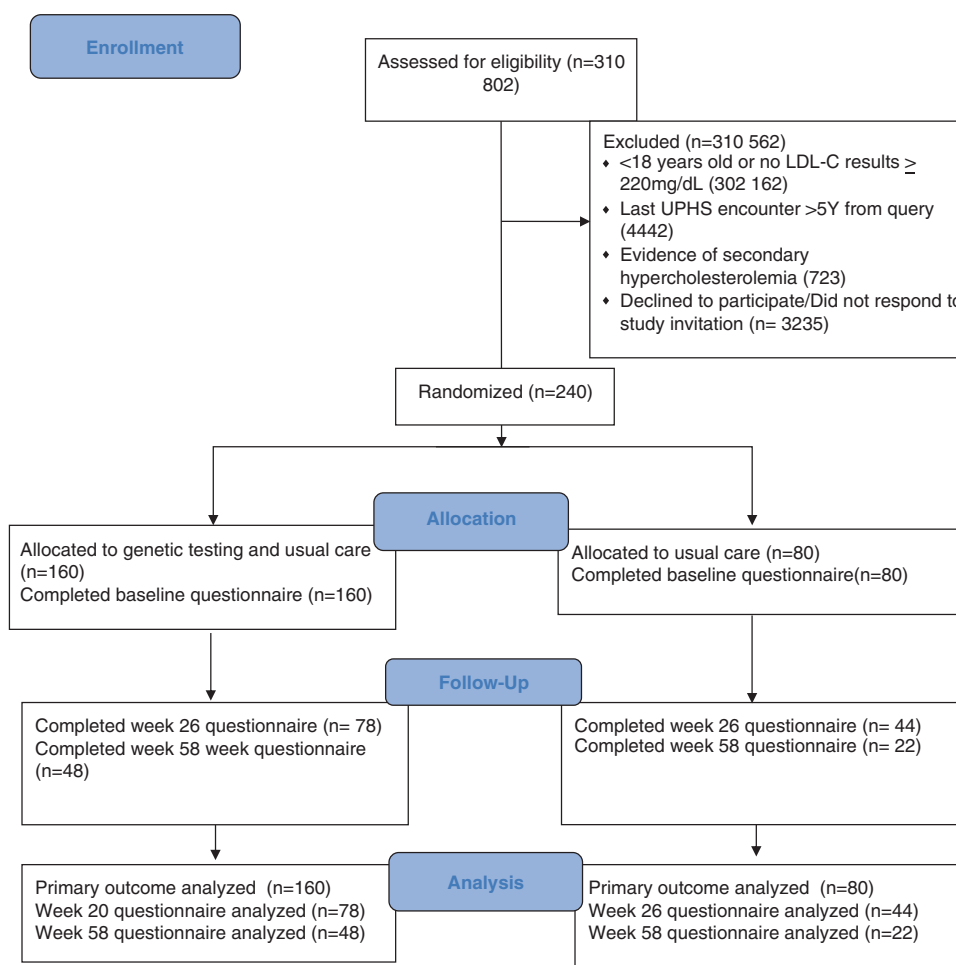 Enrollment
Assessed for eligibility (n=310
802)
Excluded (n=310 562)
♦ <18 years old or no LDL-C results ≥
220mg/dL (302 162)
♦ Last UPHS encounter >5Y from query
(4442)
♦ Evidence of secondary
hypercholesterolemia (723)
♦ Declined to participate/Did not respond to
study invitation (n= 3235)
Randomized (n=240)
Allocation
Allocated to genetic testing and usual care
(n=160)
Completed baseline questionnaire (n=160)
Allocated to usual care (n=80)
Completed baseline questionnaire(n=80)
Follow-Up
Completed week 26 questionnaire (n= 78)
Completed week 58 week questionnaire
(n=48)
Completed week 26 questionnaire (n= 44)
Completed week 58 questionnaire (n= 22)
Analysis
Primary outcome analyzed (n=160)
Week 20 questionnaire analyzed (n=78)
Week 58 questionnaire analyzed (n=48)
Primary outcome analyzed (n=80)
Week 26 questionnaire analyzed (n=44)
Week 58 questionnaire analyzed (n=22)